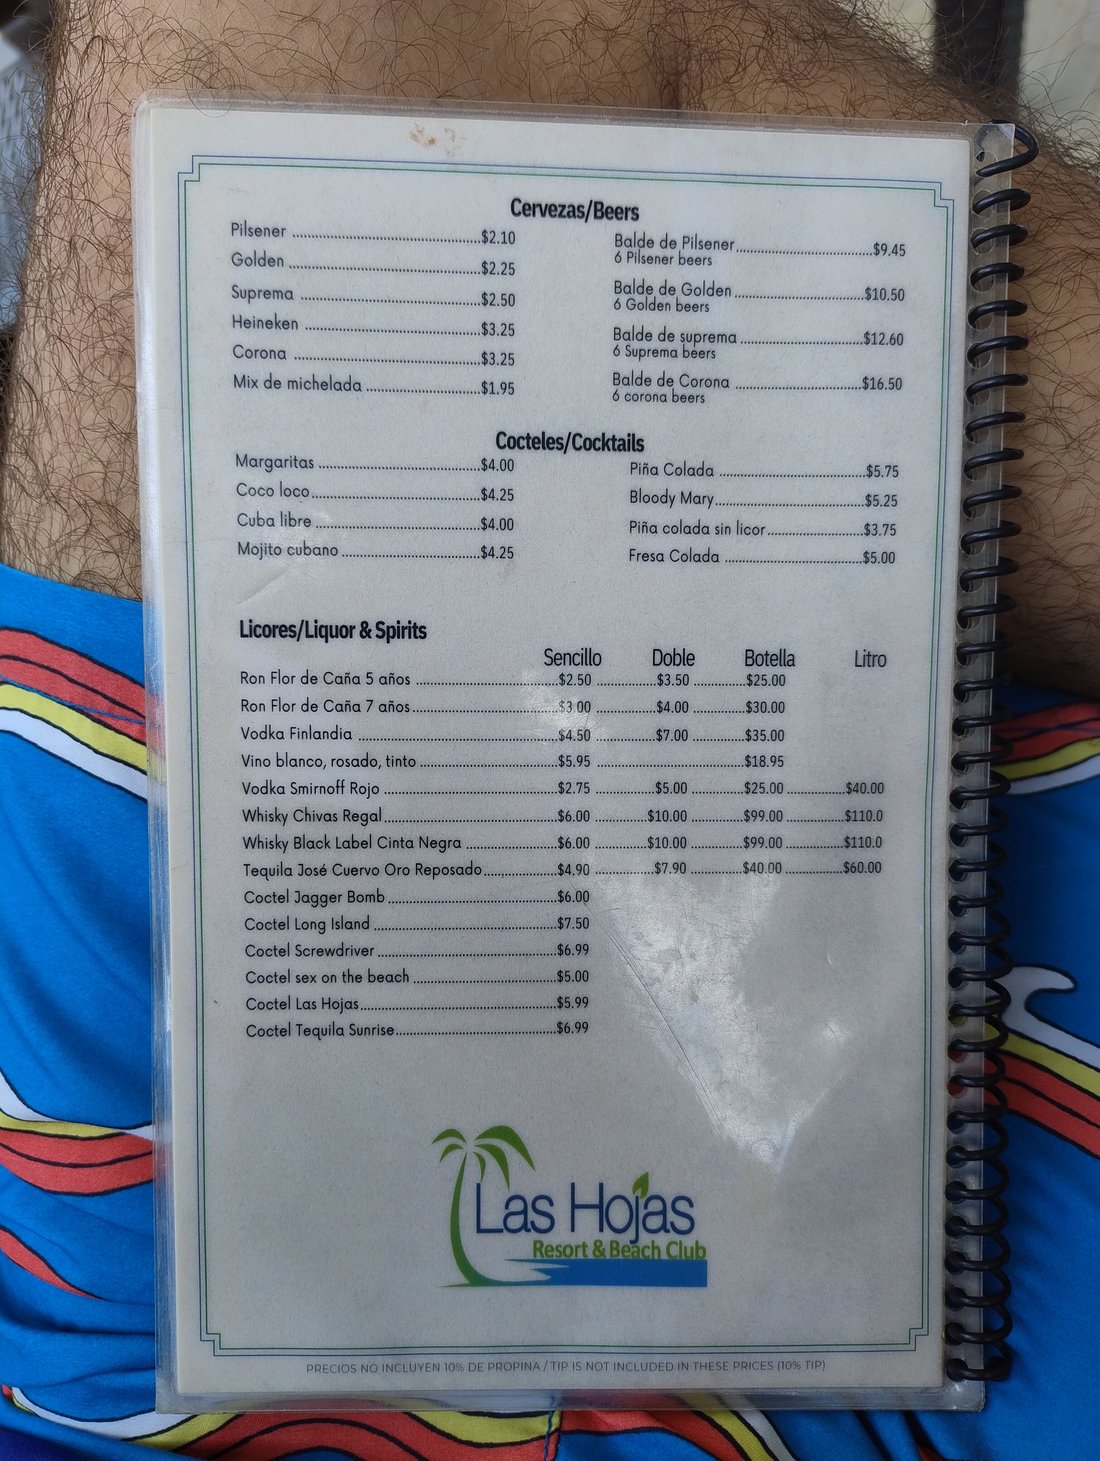 Cervezas/Beers
Pilsener ........ $2.10
Golden ........ $2.25
Suprema ........ $2.50
Heineken ........ $3.25
Corona ........ $3.25
Mix de michelada ........ $1.95
Balde de Pilsener ........ $9.45
6 Pilsener beers
Balde de Golden ........ $10.50
6 Golden beers
Balde de suprema ........ $12.60
6 Suprema beers
Balde de Corona ........ $16.50
6 corona beers
Cocteles/Cocktails
Margaritas ........ $4.00
Coco loco ........ $4.25
Cuba libre ........ $4.00
Mojito cubano ........ $4.25
Piña Colada ........ $5.75
Bloody Mary ........ $5.25
Piña colada sin licor ........ $3.75
Fresa Colada ........ $5.00
Licores/Liquor & Spirits
Sencillo Doble Botella Litro
Ron Flor de Caña 5 años ........ $2.50 ........ $3.50 ........ $25.00
Ron Flor de Caña 7 años ........ $3.00 ........ $4.00 ........ $30.00
Vodka Finlandia ........ $4.50 ........ $7.00 ........ $35.00
Vino blanco, rosado, tinto ........ $5.95 ........ $18.95
Vodka Smirnoff Rojo ........ $2.75 ........ $5.00 ........ $25.00 ........ $40.00
Whisky Chivas Regal ........ $6.00 ........ $10.00 ........ $99.00 ........ $110.0
Whisky Black Label Cinta Negra ........ $6.00 ........ $10.00 ........ $99.00 ........ $110.0
Tequila José Cuervo Oro Reposado ........ $4.90 ........ $7.90 ........ $40.00 ........ $60.00
Coctel Jagger Bomb ........ $6.00
Coctel Long Island ........ $7.50
Coctel Screwdriver ........ $6.99
Coctel sex on the beach ........ $5.00
Coctel Las Hojas ........ $5.99
Coctel Tequila Sunrise ........ $6.99
Las Hojas
Resort & Beach Club
PRECIOS NO INCLUYEN 10% DE PROPINA / TIP IS NOT INCLUDED IN THESE PRICES (10% TIP)